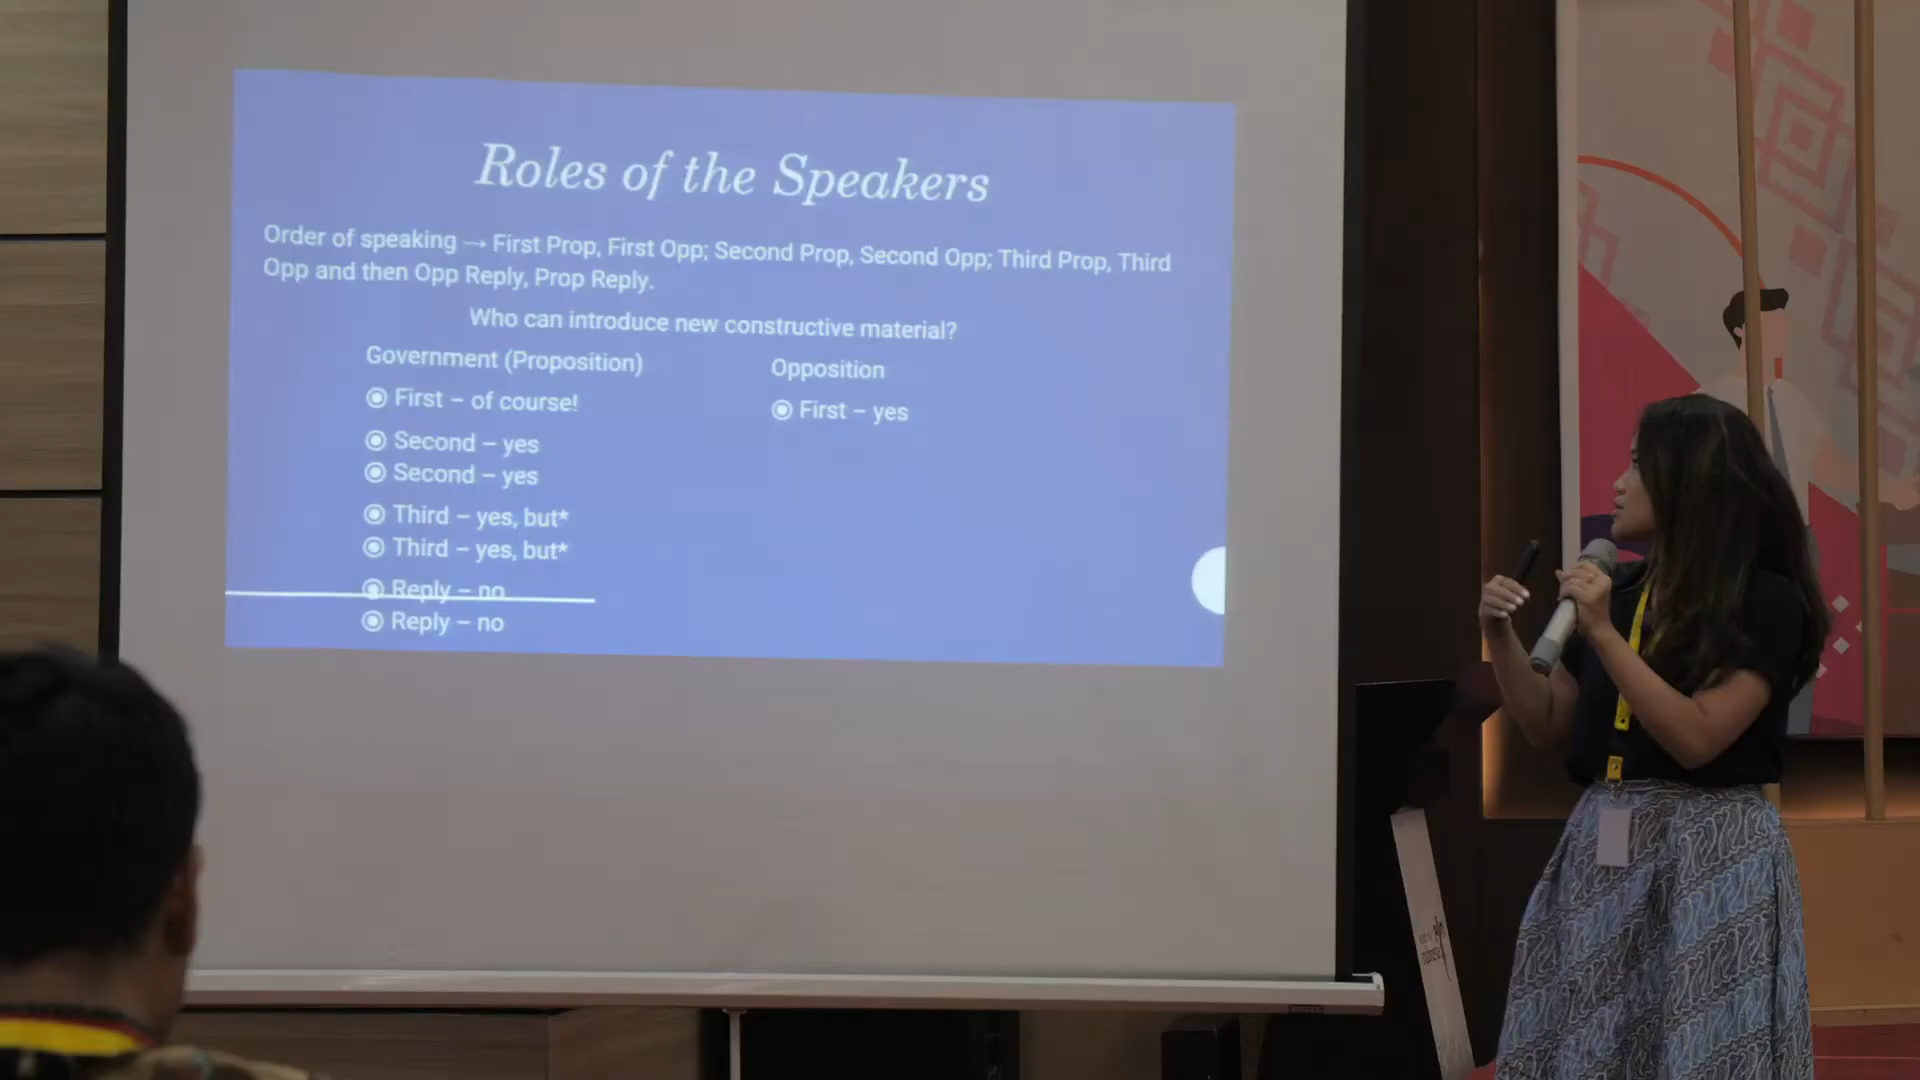 Roles of the Speakers
Order of speaking → First Prop, First Opp; Second Prop, Second Opp; Third Prop, Third
Opp and then Opp Reply, Prop Reply.
Who can introduce new constructive material?
Government (Proposition)
First – of course!
Second – yes
Second – yes
Third – yes, but*
Third – yes, but*
Reply – no
Reply – no
Opposition
First – yes